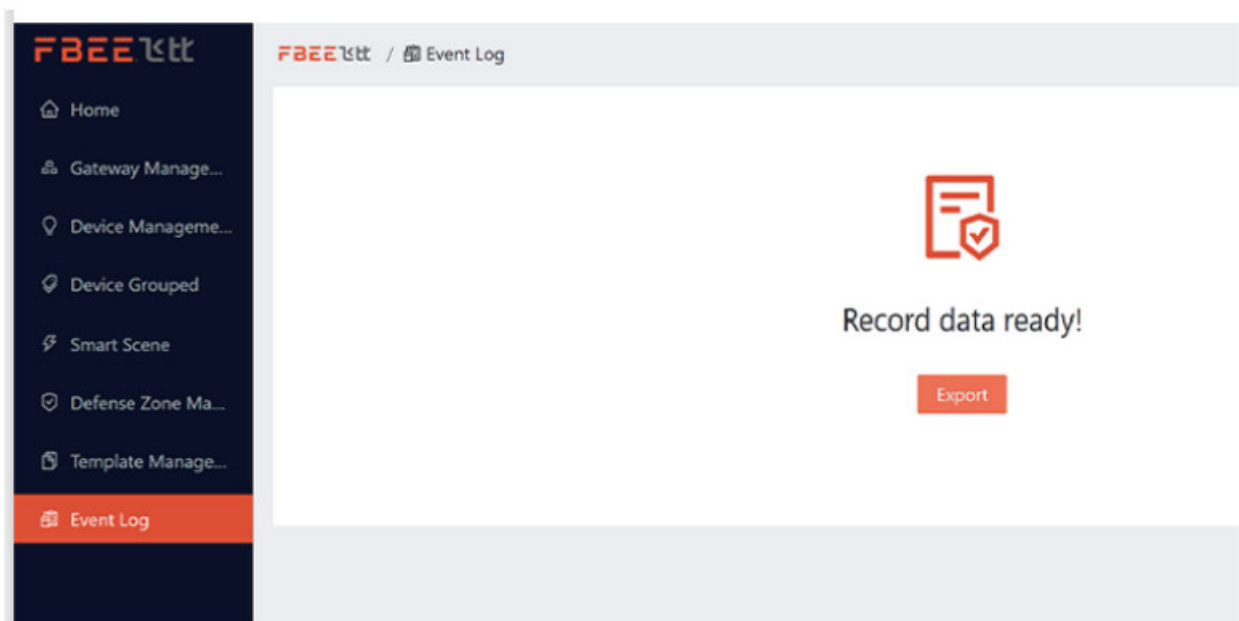 FBEE飞比
FBEE飞比 / Event Log
Home
Gateway Manage...
Device Manageme...
Device Grouped
Smart Scene
Defense Zone Ma...
Template Manage...
Event Log
Record data ready!
Export